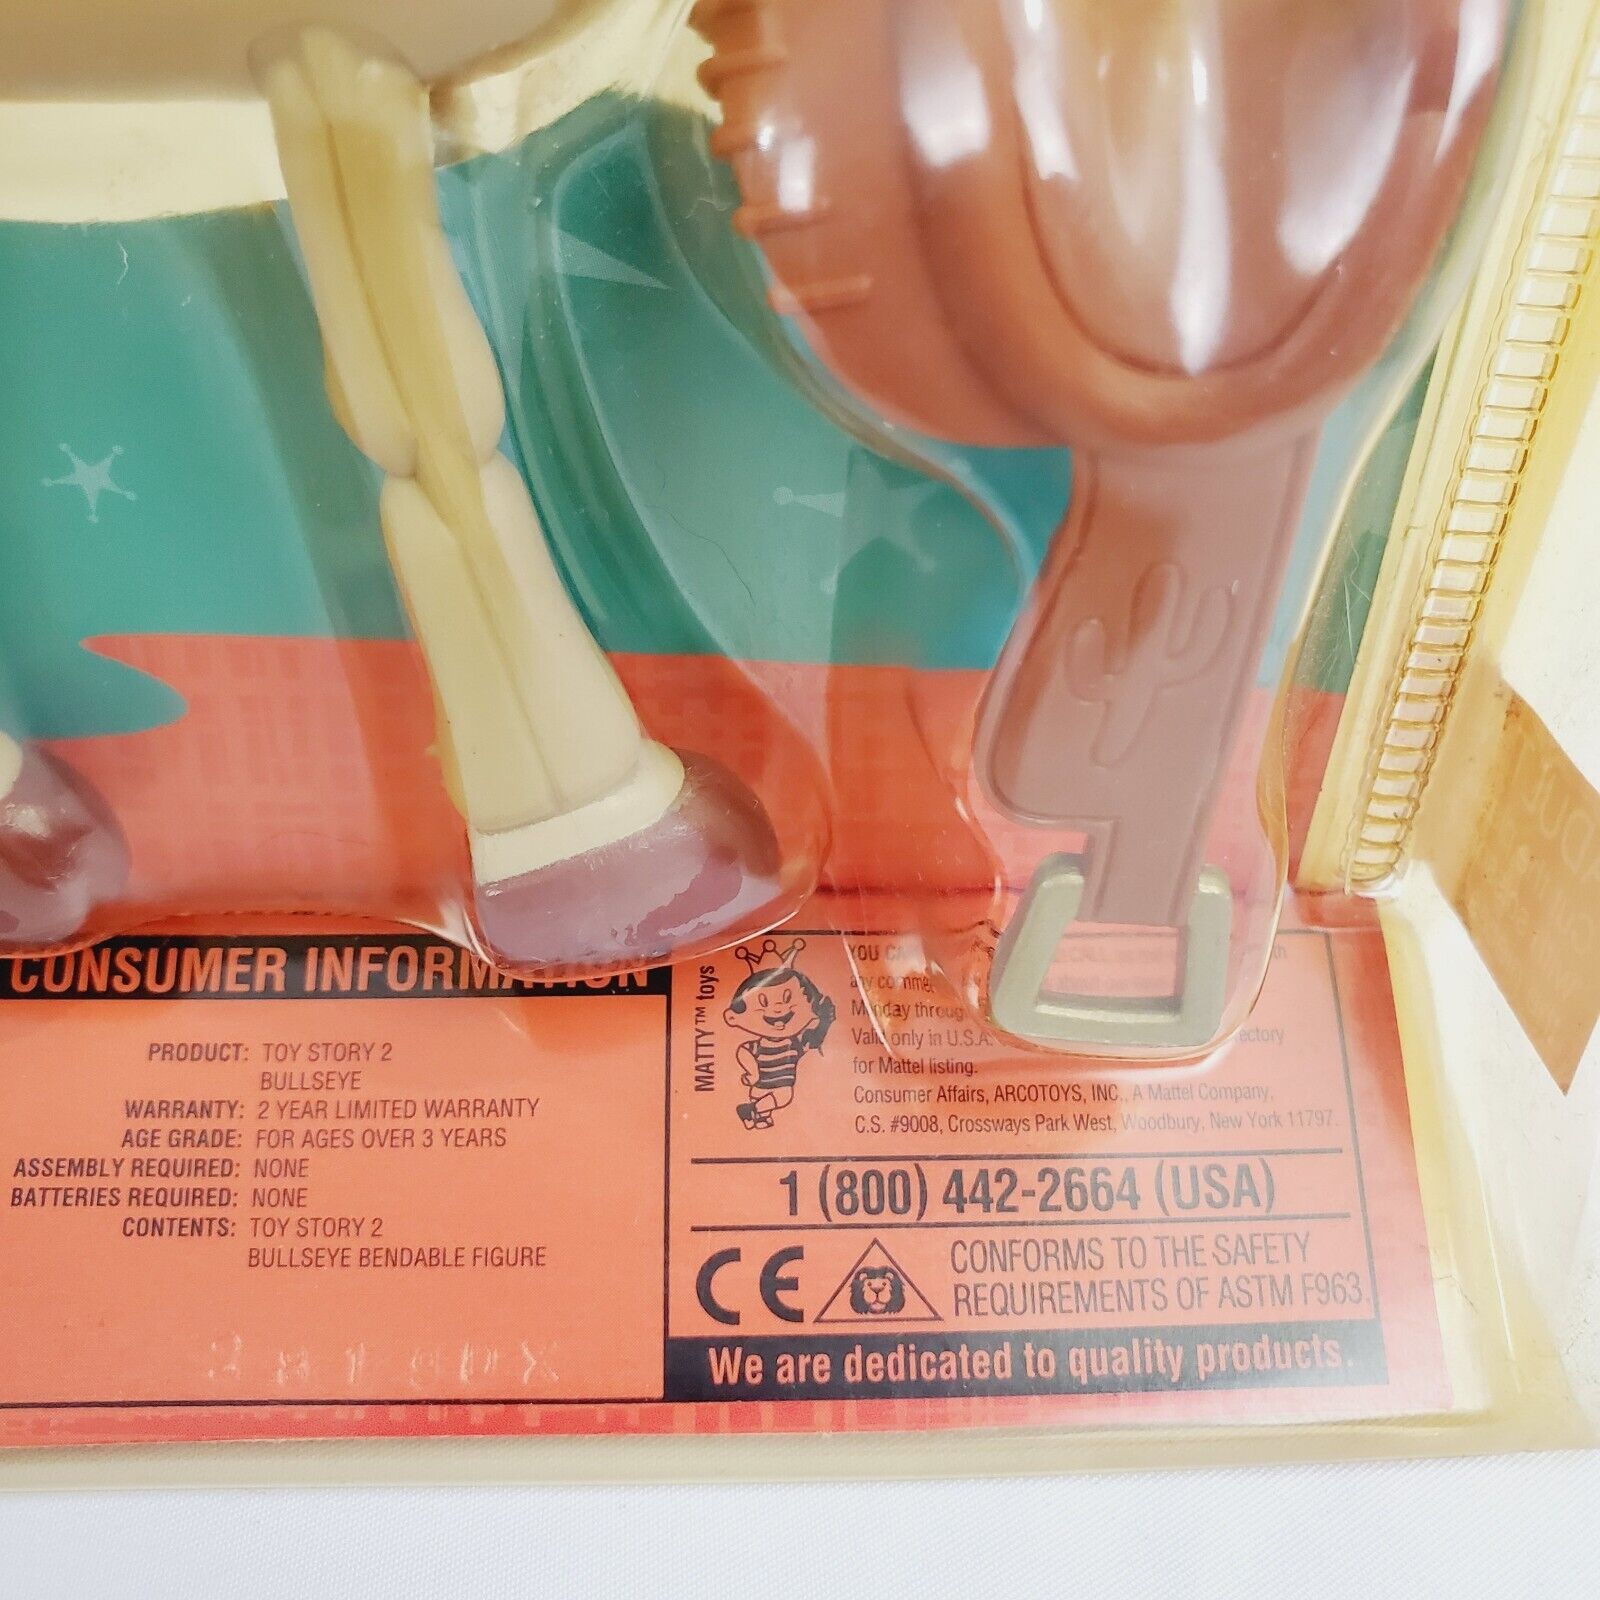 CONSUMER INFORMATION
PRODUCT: TOY STORY 2
BULLSEYE
WARRANTY: 2 YEAR LIMITED WARRANTY
AGE GRADE: FOR AGES OVER 3 YEARS
ASSEMBLY REQUIRED: NONE
BATTERIES REQUIRED: NONE
CONTENTS: TOY STORY 2
BULLSEYE BENDABLE FIGURE
MATTY™ toys
YOU
any
Monday
Valid only in U.S.A.
for Mattel listing.
Consumer Affairs, ARCOTOYS, INC., A Mattel Company,
C.S. #9008, Crossways Park West, Woodbury, New York 11797.
1 (800) 442-2664 (USA)
CE
CONFORMS TO THE SAFETY
REQUIREMENTS OF ASTM F963.
We are dedicated to quality products.